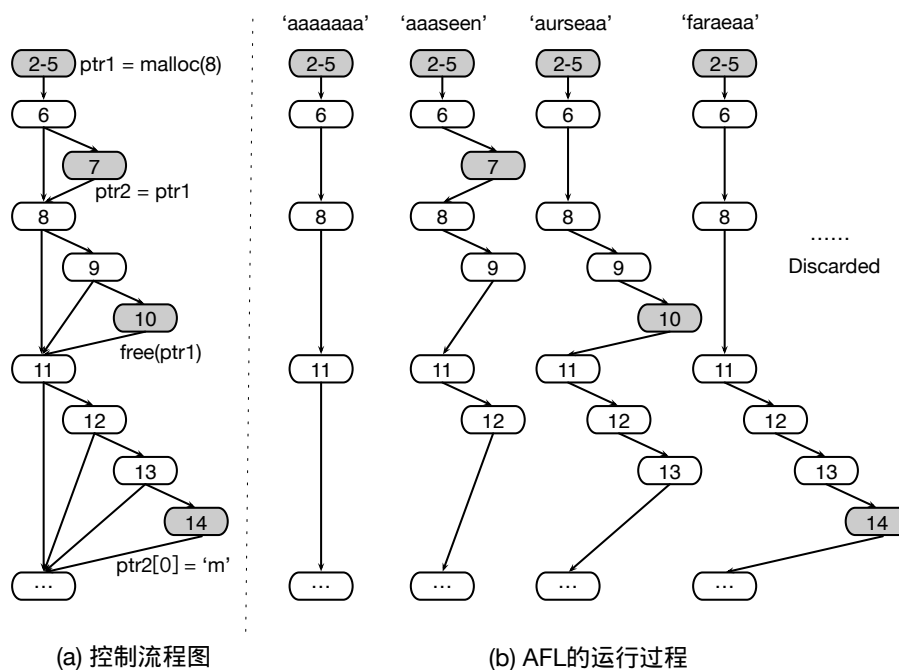 ‘aaaaaaa’ ‘aaaseen’ ‘aurseaa’ ‘faraeaa’
2-5 ptr1 = malloc(8) 2-5 2-5 2-5 2-5
6 6 6 6 6
7 7
ptr2 = ptr1
8 8 8 8 8
……
9 9 9 Discarded
10 10
free(ptr1)
11 11 11 11 11
12 12 12 12
13 13 13
14 14
ptr2[0] = ‘m’
… … … … …
(a) 控制流程图 (b) AFL的运行过程